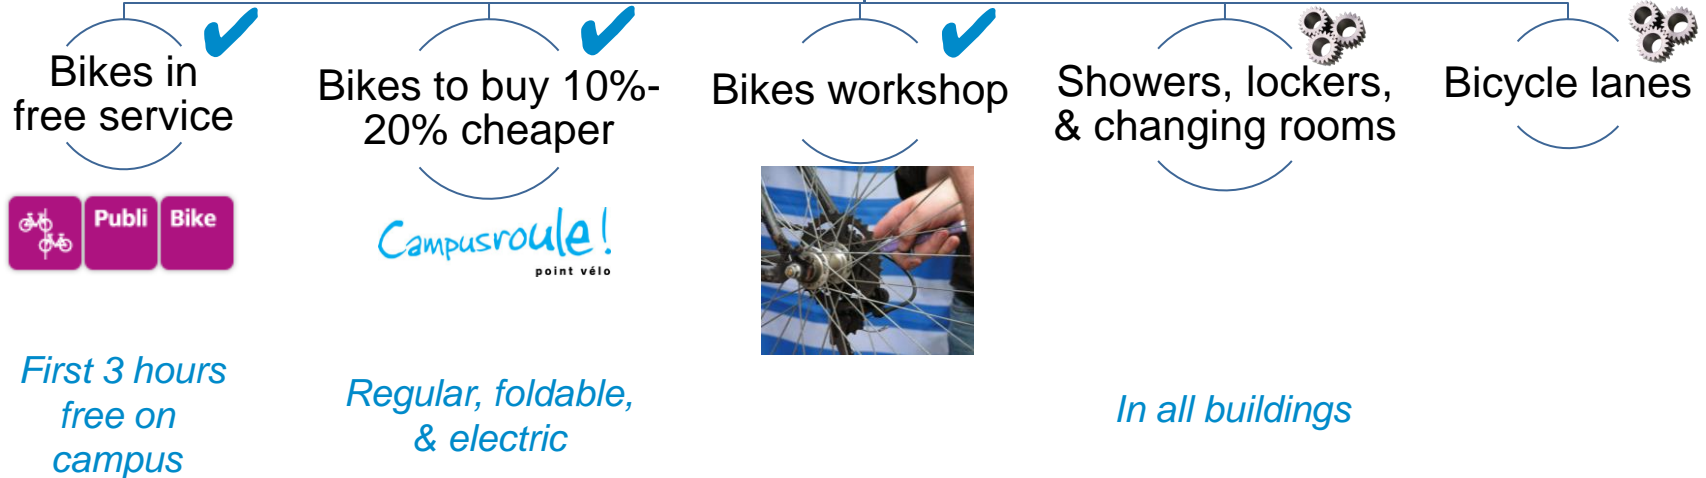 Bikes in
free service
Bikes to buy 10%-
20% cheaper
Bikes workshop
Showers, lockers,
& changing rooms
Bicycle lanes
Publi Bike
Campusroule!
point vélo
First 3 hours
free on
campus
Regular, foldable,
& electric
In all buildings